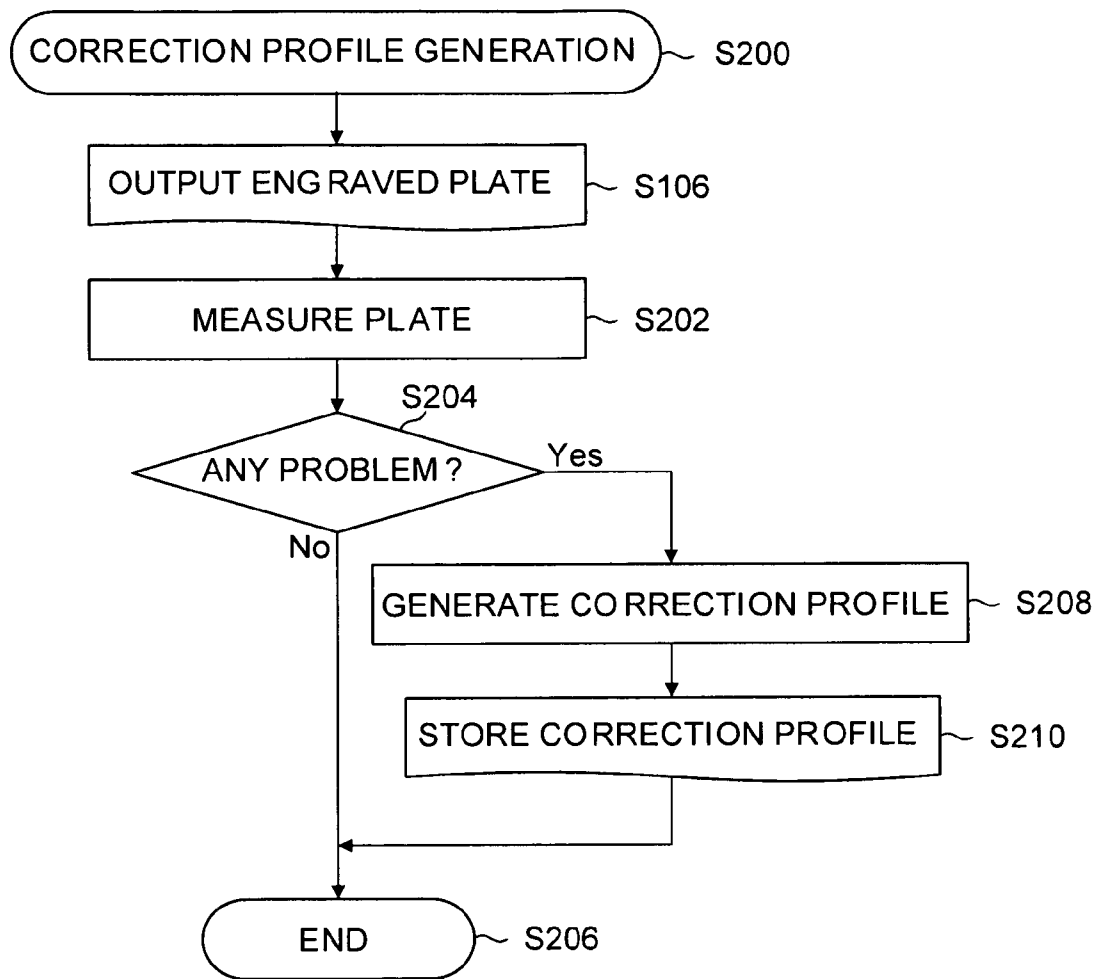 CORRECTION PROFILE GENERATION
S200
OUTPUT ENGRAVED PLATE
S106
MEASURE PLATE
S202
S204
ANY PROBLEM ?
Yes
No
GENERATE CORRECTION PROFILE
S208
STORE CORRECTION PROFILE
S210
END
S206